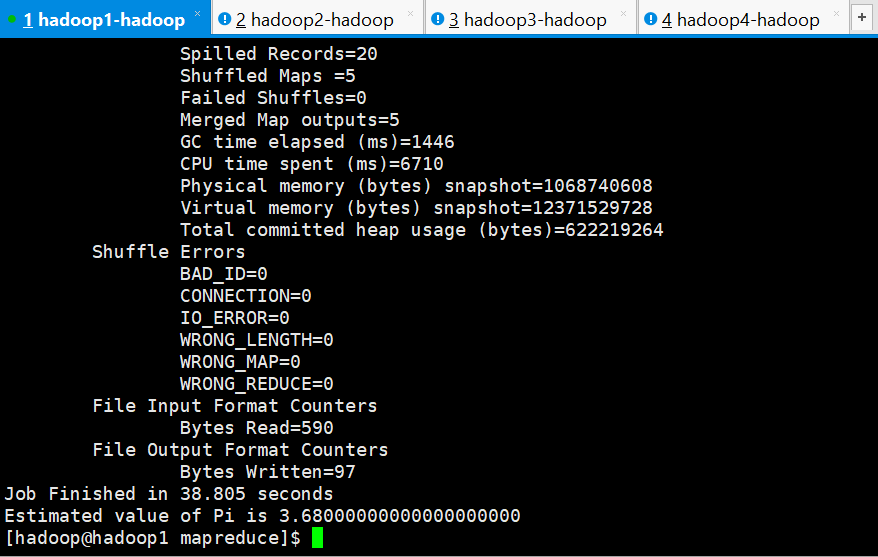 1 hadoop1-hadoop × 2 hadoop2-hadoop × 3 hadoop3-hadoop × 4 hadoop4-hadoop × +
Spilled Records=20
Shuffled Maps =5
Failed Shuffles=0
Merged Map outputs=5
GC time elapsed (ms)=1446
CPU time spent (ms)=6710
Physical memory (bytes) snapshot=1068740608
Virtual memory (bytes) snapshot=12371529728
Total committed heap usage (bytes)=622219264
Shuffle Errors
BAD_ID=0
CONNECTION=0
IO_ERROR=0
WRONG_LENGTH=0
WRONG_MAP=0
WRONG_REDUCE=0
File Input Format Counters
Bytes Read=590
File Output Format Counters
Bytes Written=97
Job Finished in 38.805 seconds
Estimated value of Pi is 3.68000000000000000000
[hadoop@hadoop1 mapreduce]$